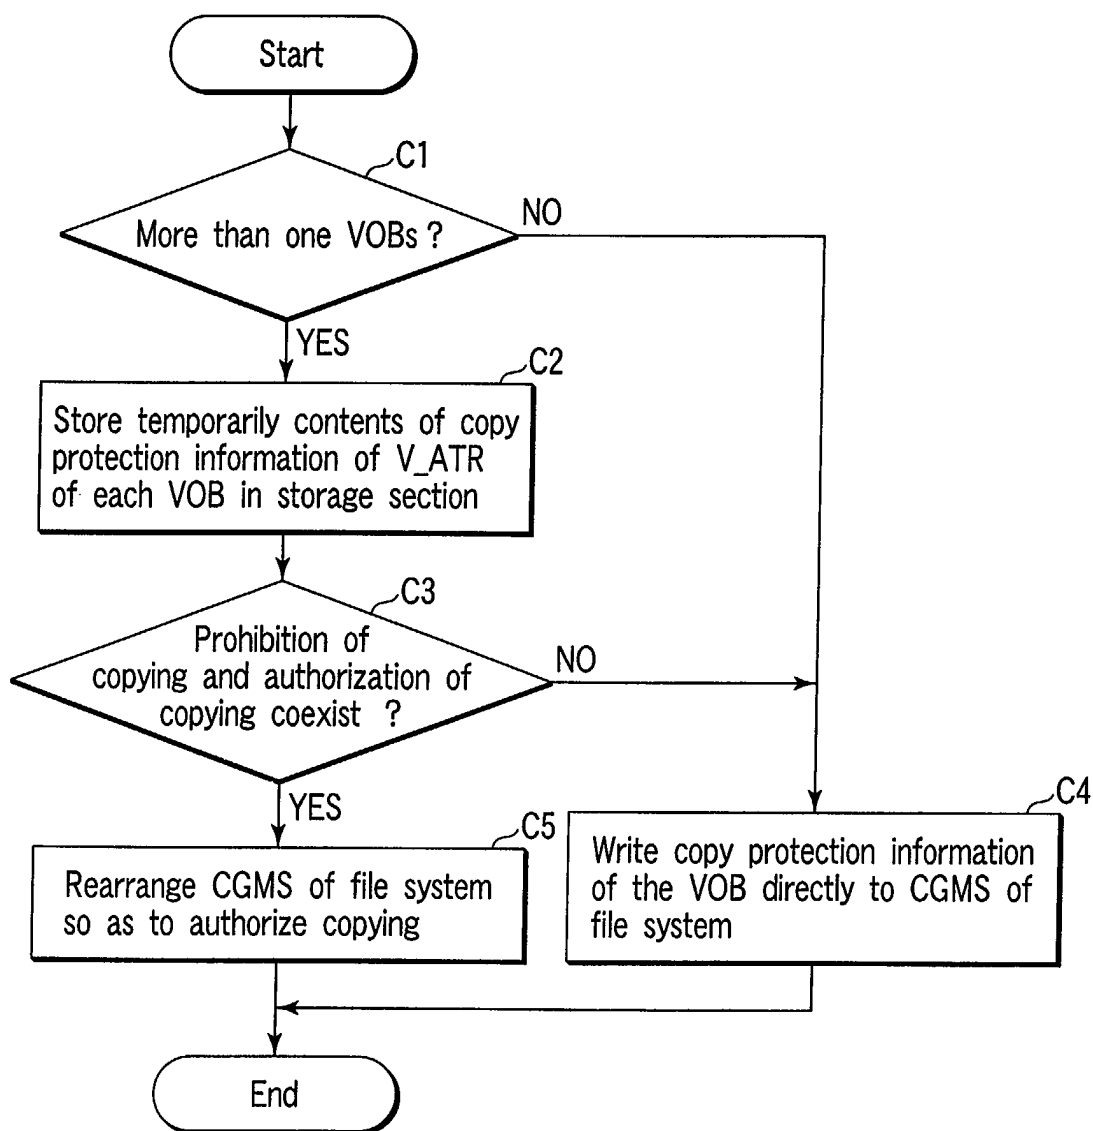 Start
C1
More than one VOBs ?
NO
YES
C2
Store temporarily contents of copy
protection information of V_ATR
of each VOB in storage section
C3
Prohibition of
copying and authorization of
copying coexist ?
NO
YES
C5
Rearrange CGMS of file system
so as to authorize copying
C4
Write copy protection information
of the VOB directly to CGMS of
file system
End